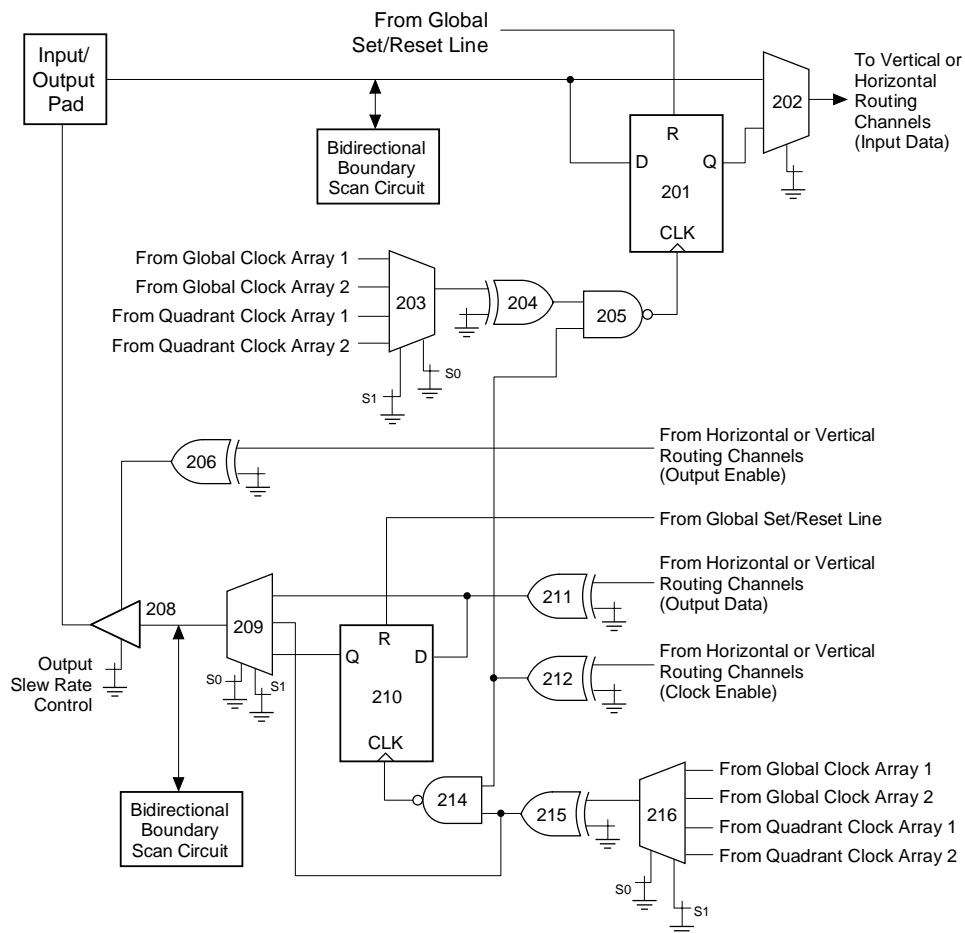 From Global
Set/Reset Line
Input/
Output
Pad
To Vertical or
Horizontal
Routing
Channels
(Input Data)
202
Bidirectional
Boundary
Scan Circuit
R
D
Q
201
CLK
From Global Clock Array 1
From Global Clock Array 2
From Quadrant Clock Array 1
From Quadrant Clock Array 2
203
204
205
S0
S1
206
From Horizontal or Vertical
Routing Channels
(Output Enable)
From Global Set/Reset Line
From Horizontal or Vertical
Routing Channels
(Output Data)
208
209
211
R
Q
D
210
CLK
S0
S1
Output
Slew Rate
Control
212
From Horizontal or Vertical
Routing Channels
(Clock Enable)
214
215
216
From Global Clock Array 1
From Global Clock Array 2
From Quadrant Clock Array 1
From Quadrant Clock Array 2
Bidirectional
Boundary
Scan Circuit
S0
S1